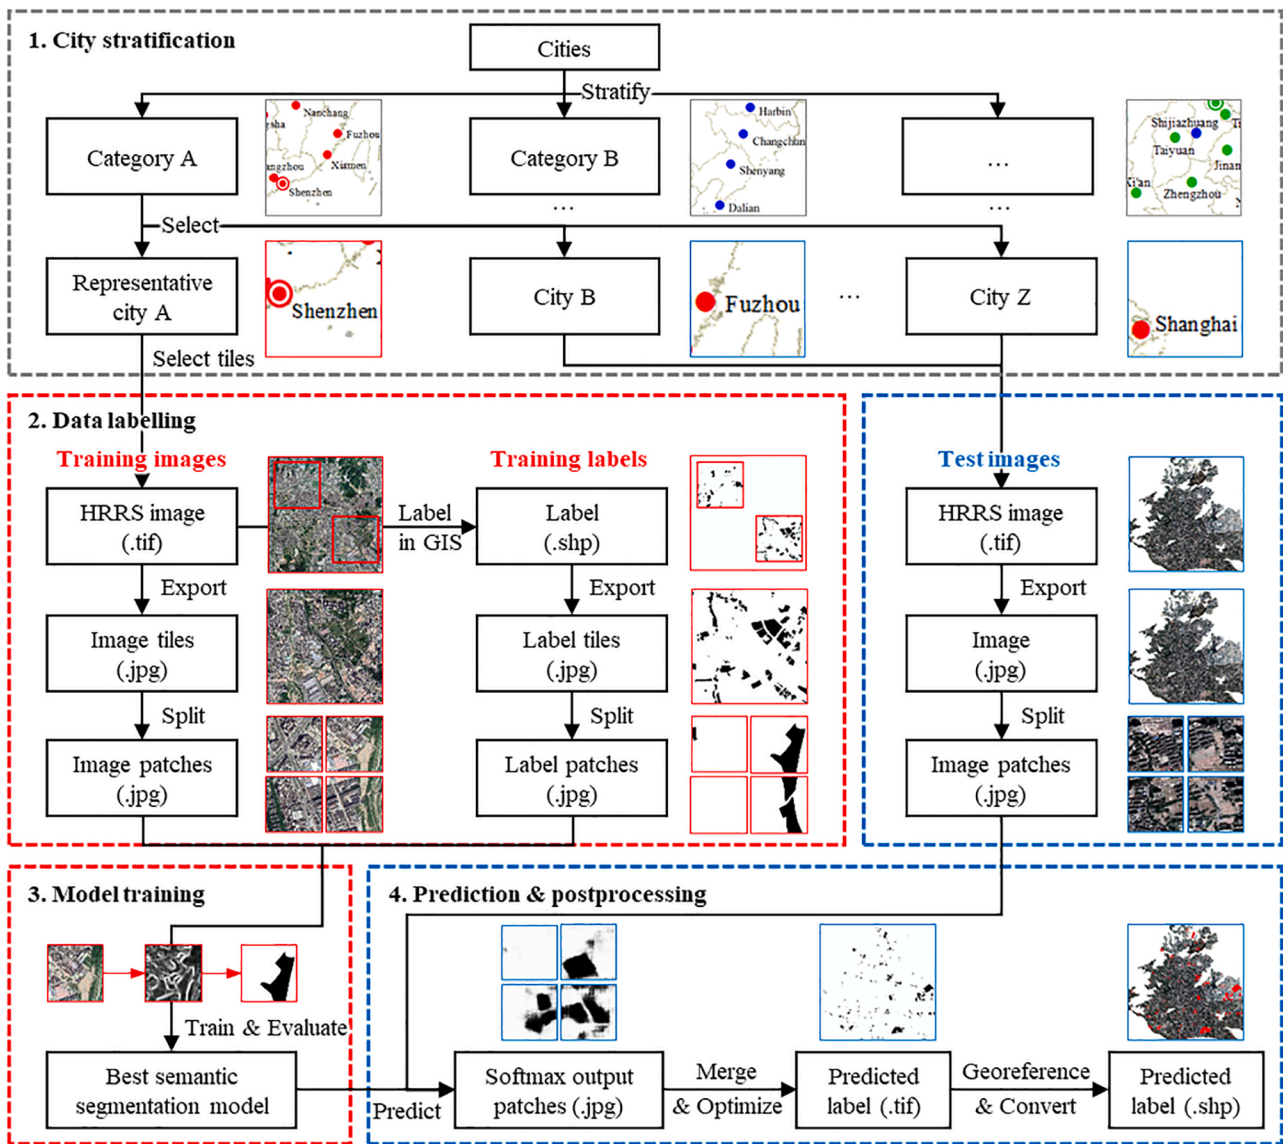 1. City stratification
Cities
Stratify
Category A
Nanchang
gsha
Fuzhou
Xiamen
angzhou
Shenzhen
Category B
Harbin
Changchun
Shenyang
Dalian
...
...
Shijiazhuang
Taiyuan
Jinan
Xi'an
Zhengzhou
...
Select
Representative
city A
Shenzhen
City B
Fuzhou
...
City Z
Shanghai
Select tiles
2. Data labelling
Training images
Training labels
Test images
HRRS image
(.tif)
Label
in GIS
Label
(.shp)
HRRS image
(.tif)
Export
Export
Export
Image tiles
(.jpg)
Label tiles
(.jpg)
Image
(.jpg)
Split
Split
Split
Image patches
(.jpg)
Label patches
(.jpg)
Image patches
(.jpg)
3. Model training
4. Prediction & postprocessing
Train & Evaluate
Best semantic
segmentation model
Predict
Softmax output
patches (.jpg)
Merge
& Optimize
Predicted
label (.tif)
Georeference
& Convert
Predicted
label (.shp)